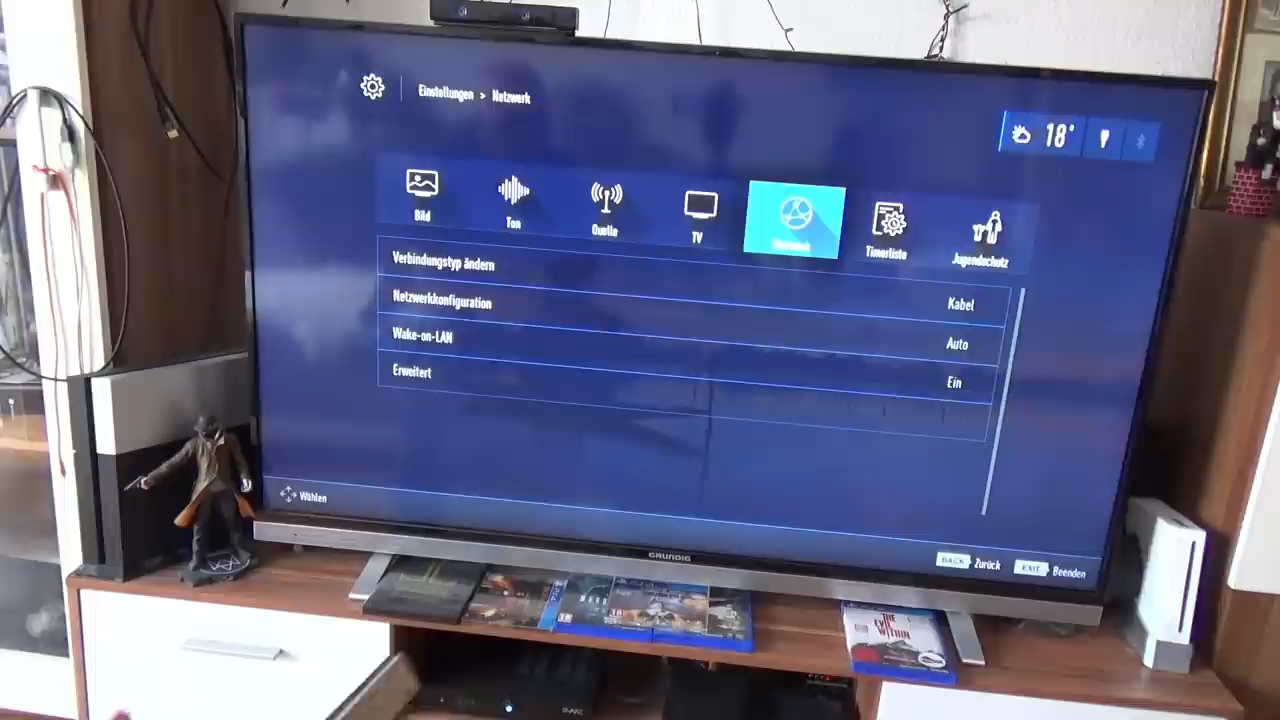 Einstellungen > Netzwerk
18°
Bild
Ton
Quelle
TV
Timerliste
Jugendschutz
Verbindungstyp ändern
Kabel
Netzwerkkonfiguration
Auto
Wake-on-LAN
Ein
Erweitert
Wählen
BACK Zurück
EXIT Beenden
GRUNDIG
THE
EVIL
WITHIN